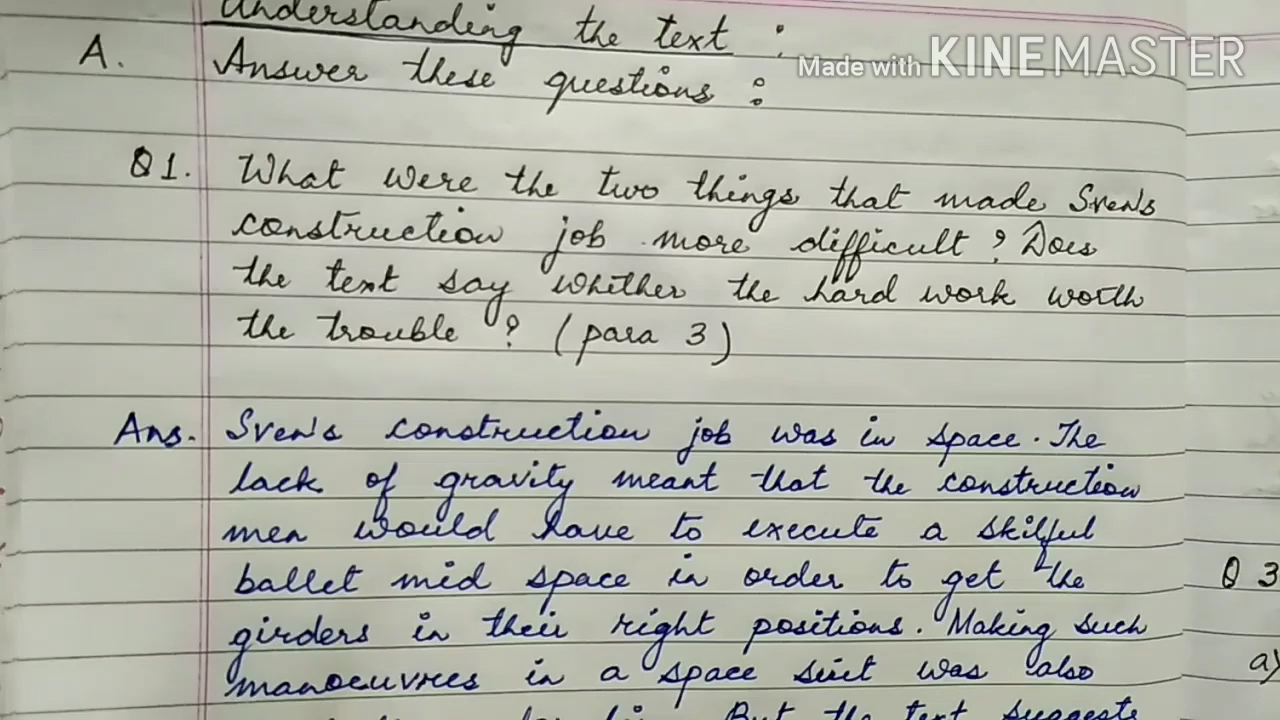 Understanding the text :
Made with KINEMASTER
A. Answer these questions :
Q1. What were the two things that made Sven's
construction job more difficult ? Does
the text say whether the hard work worth
the trouble ? (para 3)
Ans. Sven's construction job was in space. The
lack of gravity meant that the construction
men would have to execute a skilful
ballet mid space in order to get the
Q 3
girders in their right positions. Making such
manoeuvres in a space suit was also
a)
But the text suggests